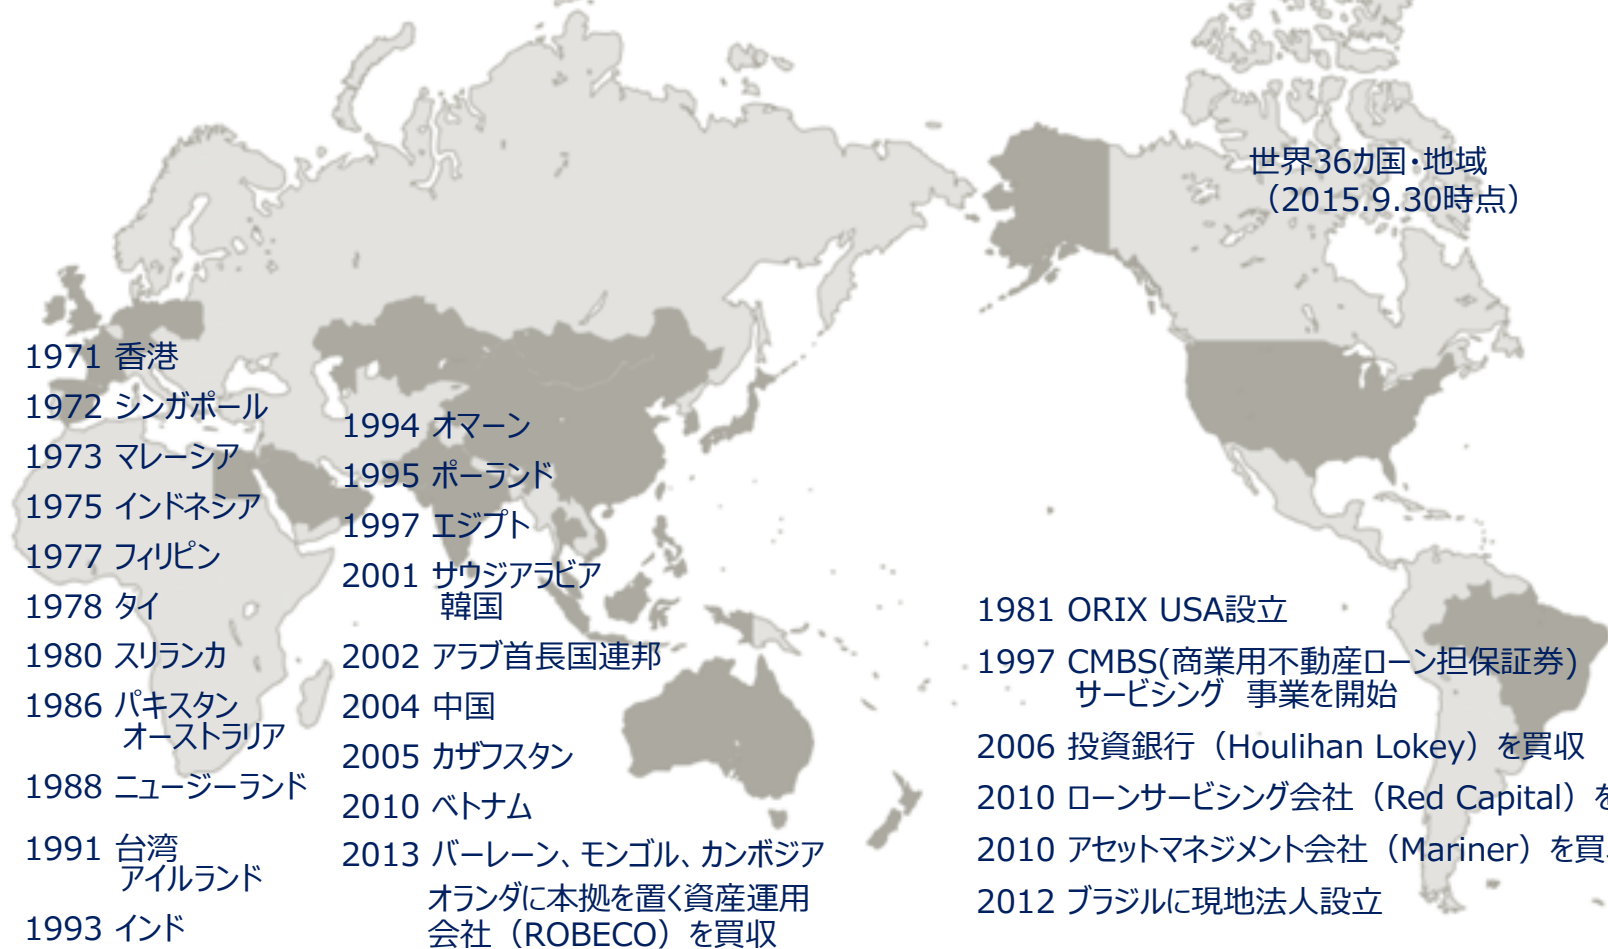 世界36カ国・地域
（2015.9.30時点）
1971 香港
1972 シンガポール
1973 マレーシア
1975 インドネシア
1977 フィリピン
1978 タイ
1980 スリランカ
1986 パキスタン
オーストラリア
1988 ニュージーランド
1991 台湾
アイルランド
1993 インド
1994 オマーン
1995 ポーランド
1997 エジプト
2001 サウジアラビア
韓国
2002 アラブ首長国連邦
2004 中国
2005 カザフスタン
2010 ベトナム
2013 バーレーン、モンゴル、カンボジア
オランダに本拠を置く資産運用
会社（ROBECO）を買収
1981 ORIX USA設立
1997 CMBS(商業用不動産ローン担保証券)
サービシング　事業を開始
2006 投資銀行（Houlihan Lokey）を買収
2010 ローンサービシング会社（Red Capital）を
2010 アセットマネジメント会社（Mariner）を買
2012 ブラジルに現地法人設立